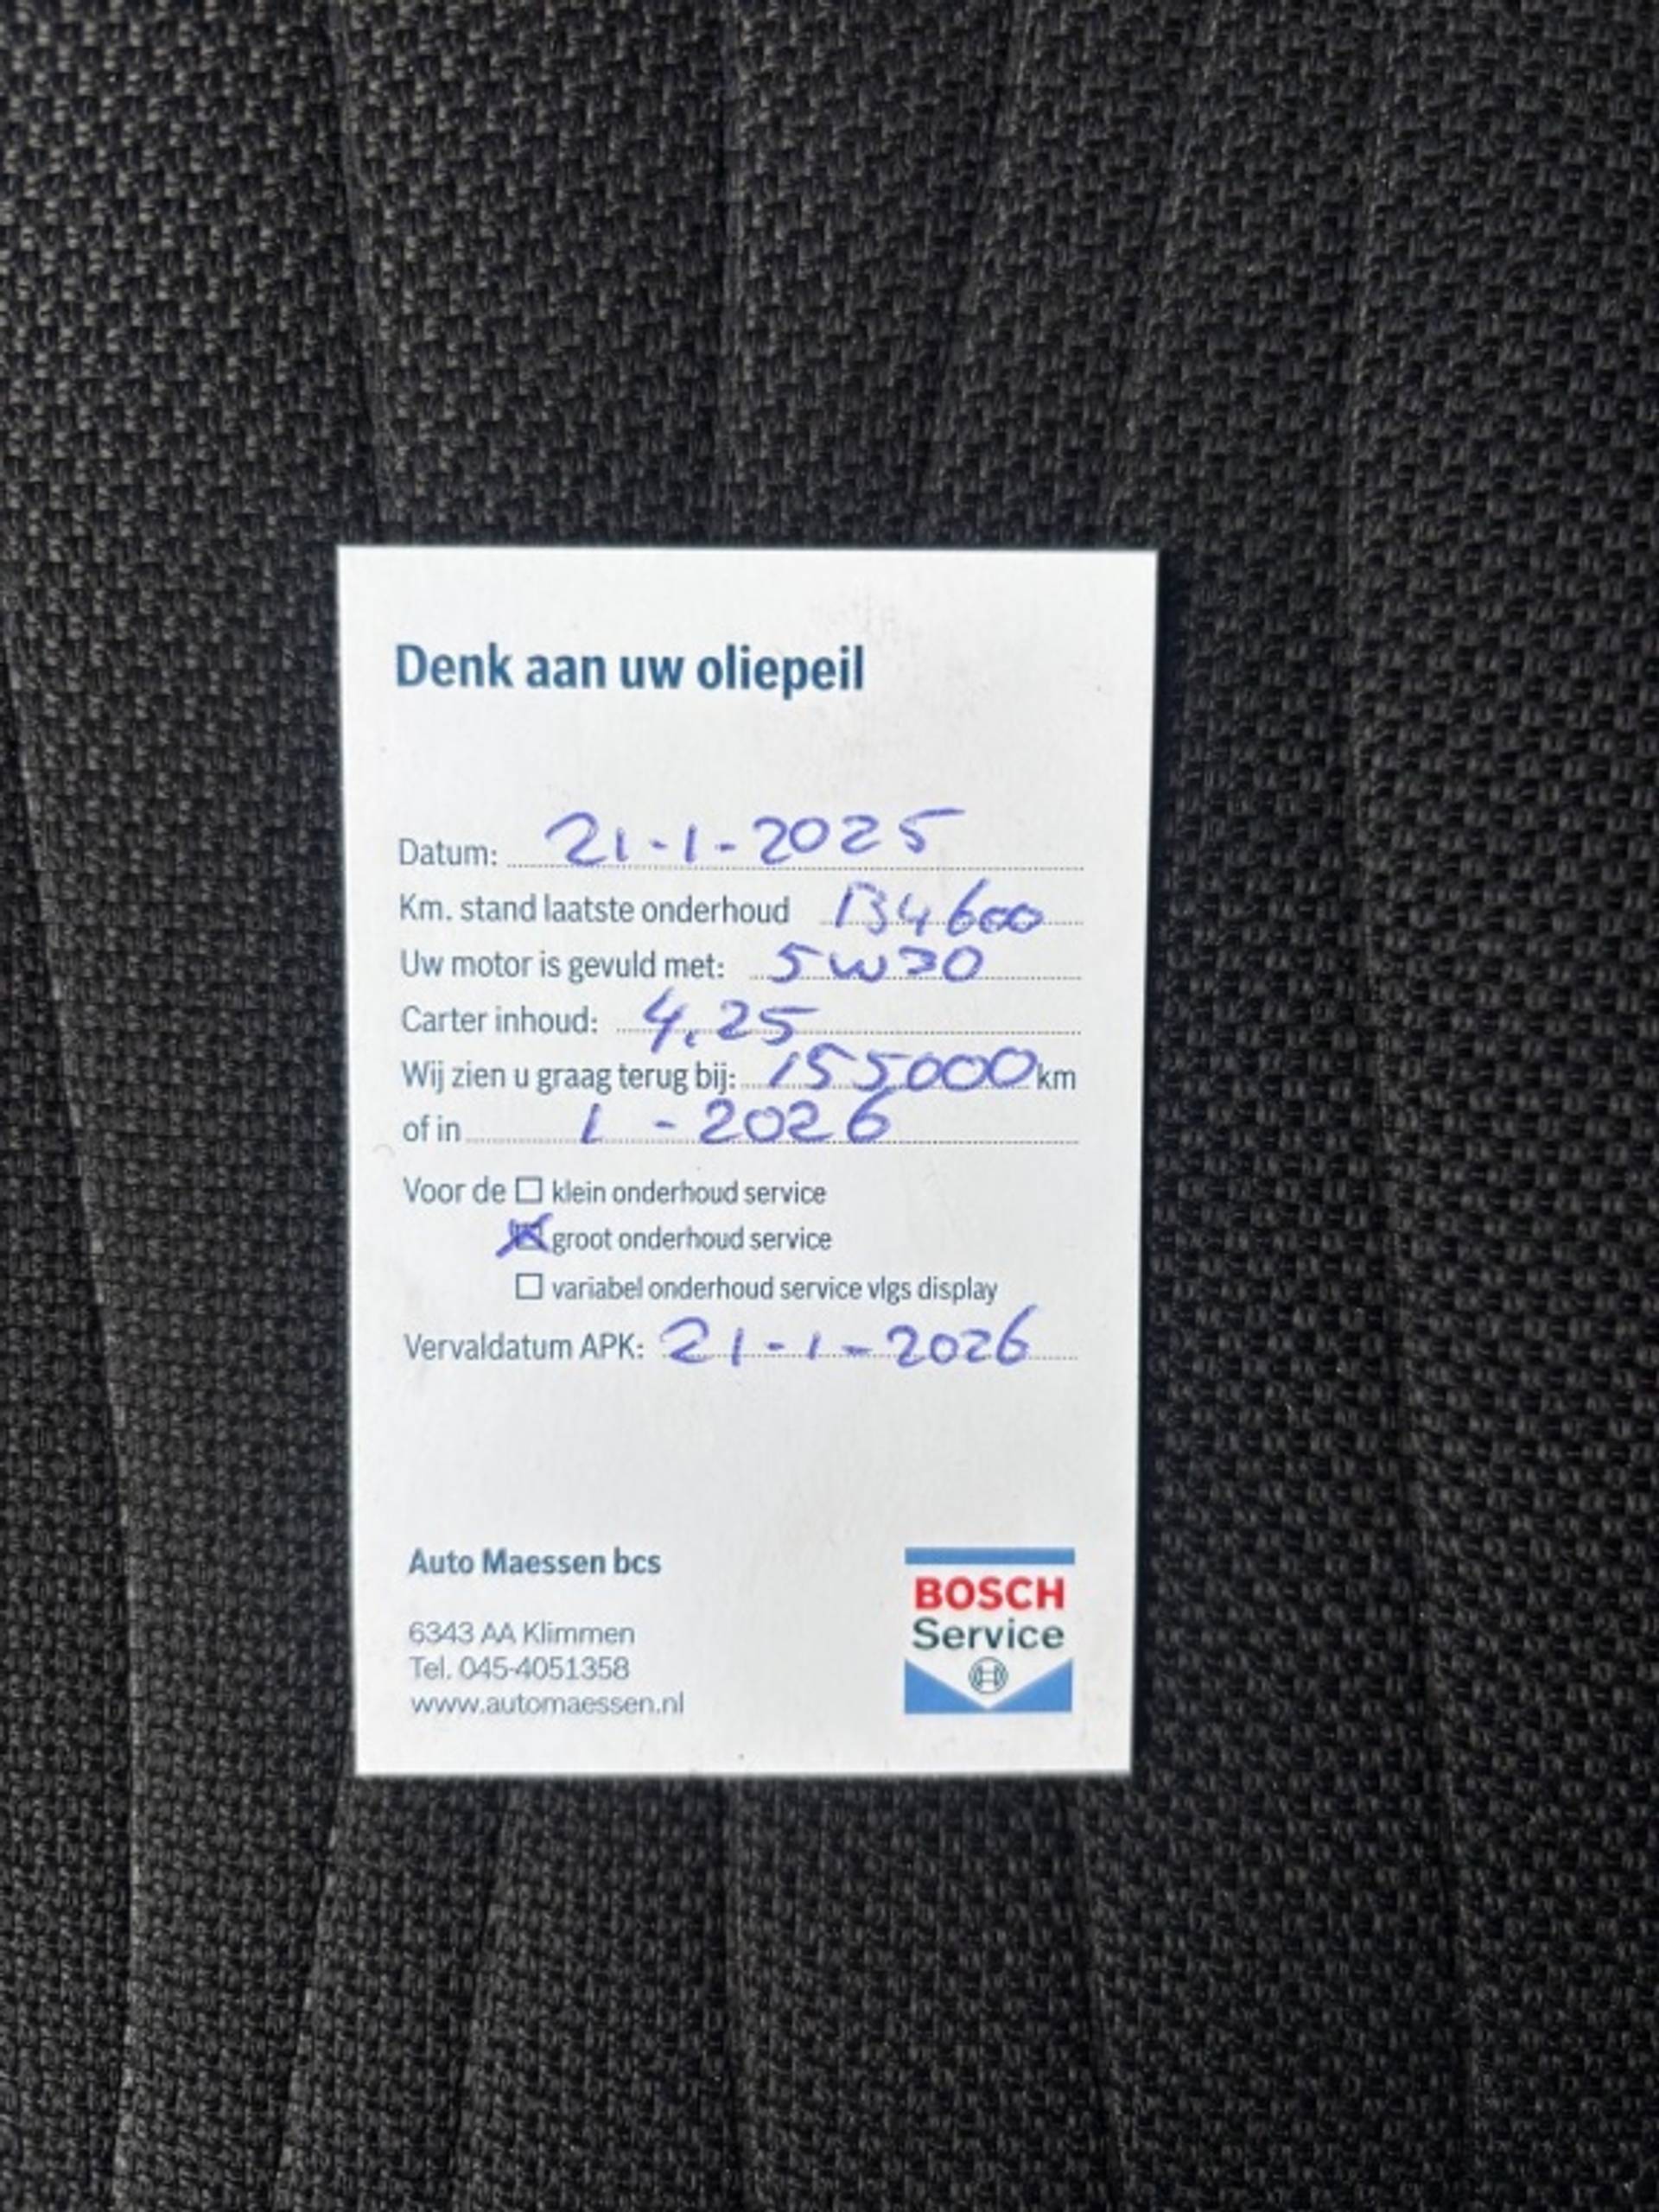 Denk aan uw oliepeil
Datum: 21-1-2025
Km. stand laatste onderhoud 134600
Uw motor is gevuld met: 5W30
Carter inhoud: 4.25
Wij zien u graag terug bij: 155000 km
of in 1-2026
Voor de ☐ klein onderhoud service
☒ groot onderhoud service
☐ variabel onderhoud service vlgs display
Vervaldatum APK: 21-1-2026
Auto Maessen bcs
6343 AA Klimmen
Tel. 045-4051358
www.automaessen.nl
BOSCH
Service